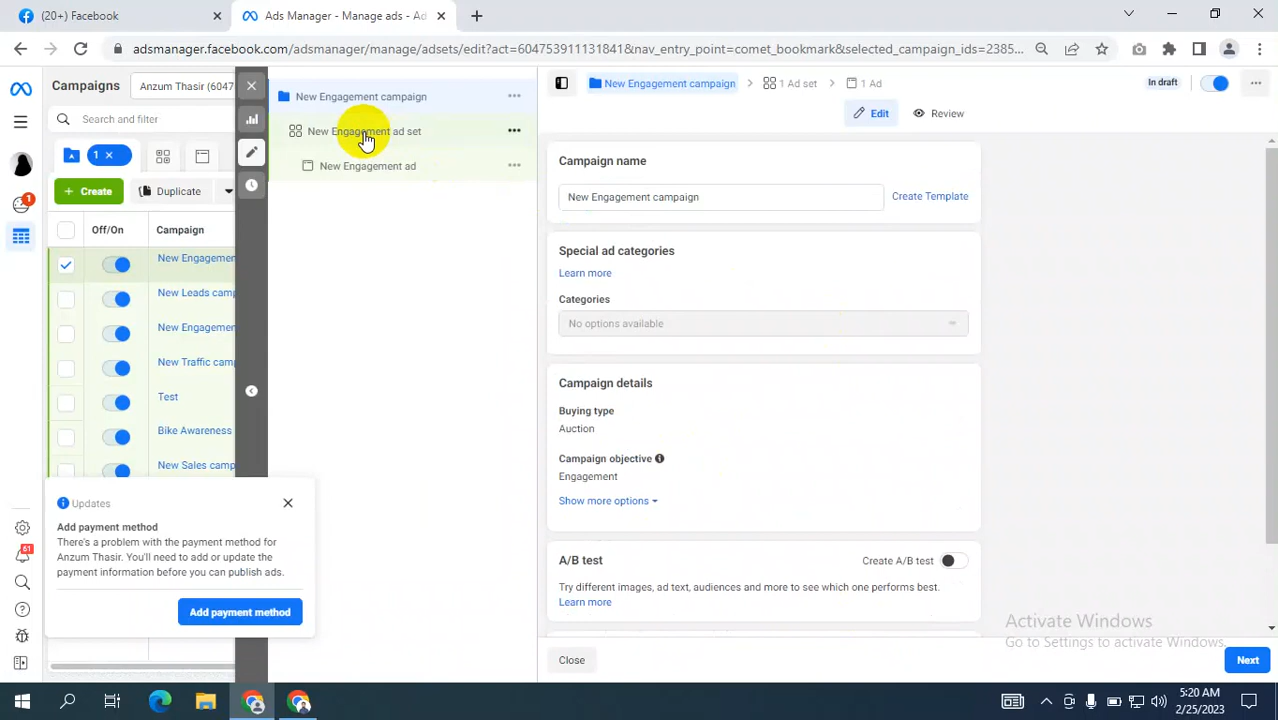 (20+) Facebook
Ads Manager - Manage ads - Ad
adsmanager.facebook.com/adsmanager/manage/adsets/edit?act=604753911131841&nav_entry_point=comet_bookmark&selected_campaign_ids=2385...
Campaigns
Anzum Thasir (6047
Search and filter
1
Create
Duplicate
Off/On
Campaign
New Engagemen
New Leads camp
New Engagemen
New Traffic camp
Test
Bike Awareness
New Sales camp
Updates
Add payment method
There's a problem with the payment method for
Anzum Thasir. You'll need to add or update the
payment information before you can publish ads.
Add payment method
1
51
New Engagement campaign
New Engagement ad set
New Engagement ad
New Engagement campaign
1 Ad set
1 Ad
In draft
Edit
Review
Campaign name
New Engagement campaign
Create Template
Special ad categories
Learn more
Categories
No options available
Campaign details
Buying type
Auction
Campaign objective
Engagement
Show more options
A/B test
Create A/B test
Try different images, ad text, audiences and more to see which one performs best.
Learn more
Activate Windows
Go to Settings to activate Windows.
Close
Next
5:20 AM
2/25/2023